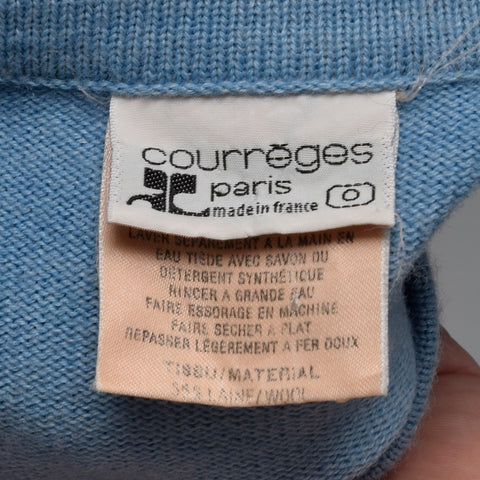 courrèges
paris
made in france
0
LAVER SEPAREMENT A LA MAIN EN
EAU TIEDE AVEC SAVON OU
DETERGENT SYNTHETIQUE
RINCER A GRANDE EAU
FAIRE ESSORAGE EN MACHINE
FAIRE SECHER A PLAT
REPASSER LEGEREMENT A FER DOUX
TISSU/MATERIAL
LAINE/WOOL